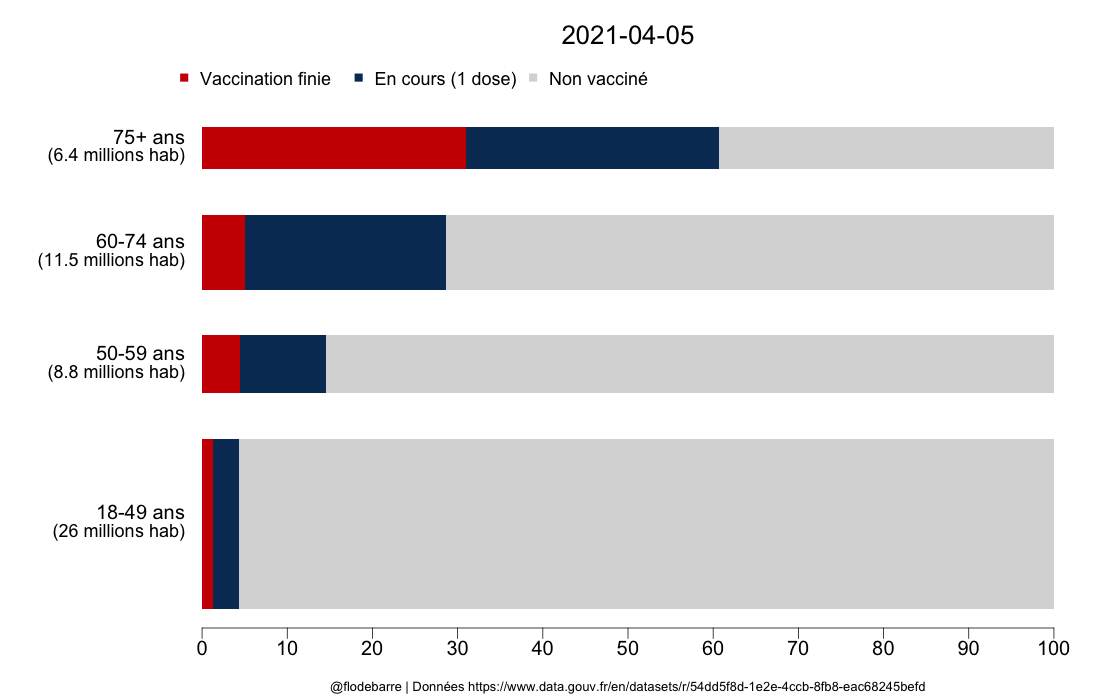 2021-04-05
Vaccination finie En cours (1 dose) Non vacciné
75+ ans
(6.4 millions hab)
60-74 ans
(11.5 millions hab)
50-59 ans
(8.8 millions hab)
18-49 ans
(26 millions hab)
0 10 20 30 40 50 60 70 80 90 100
@flodebarre | Données https://www.data.gouv.fr/en/datasets/r/54dd5f8d-1e2e-4ccb-8fb8-eac68245befd